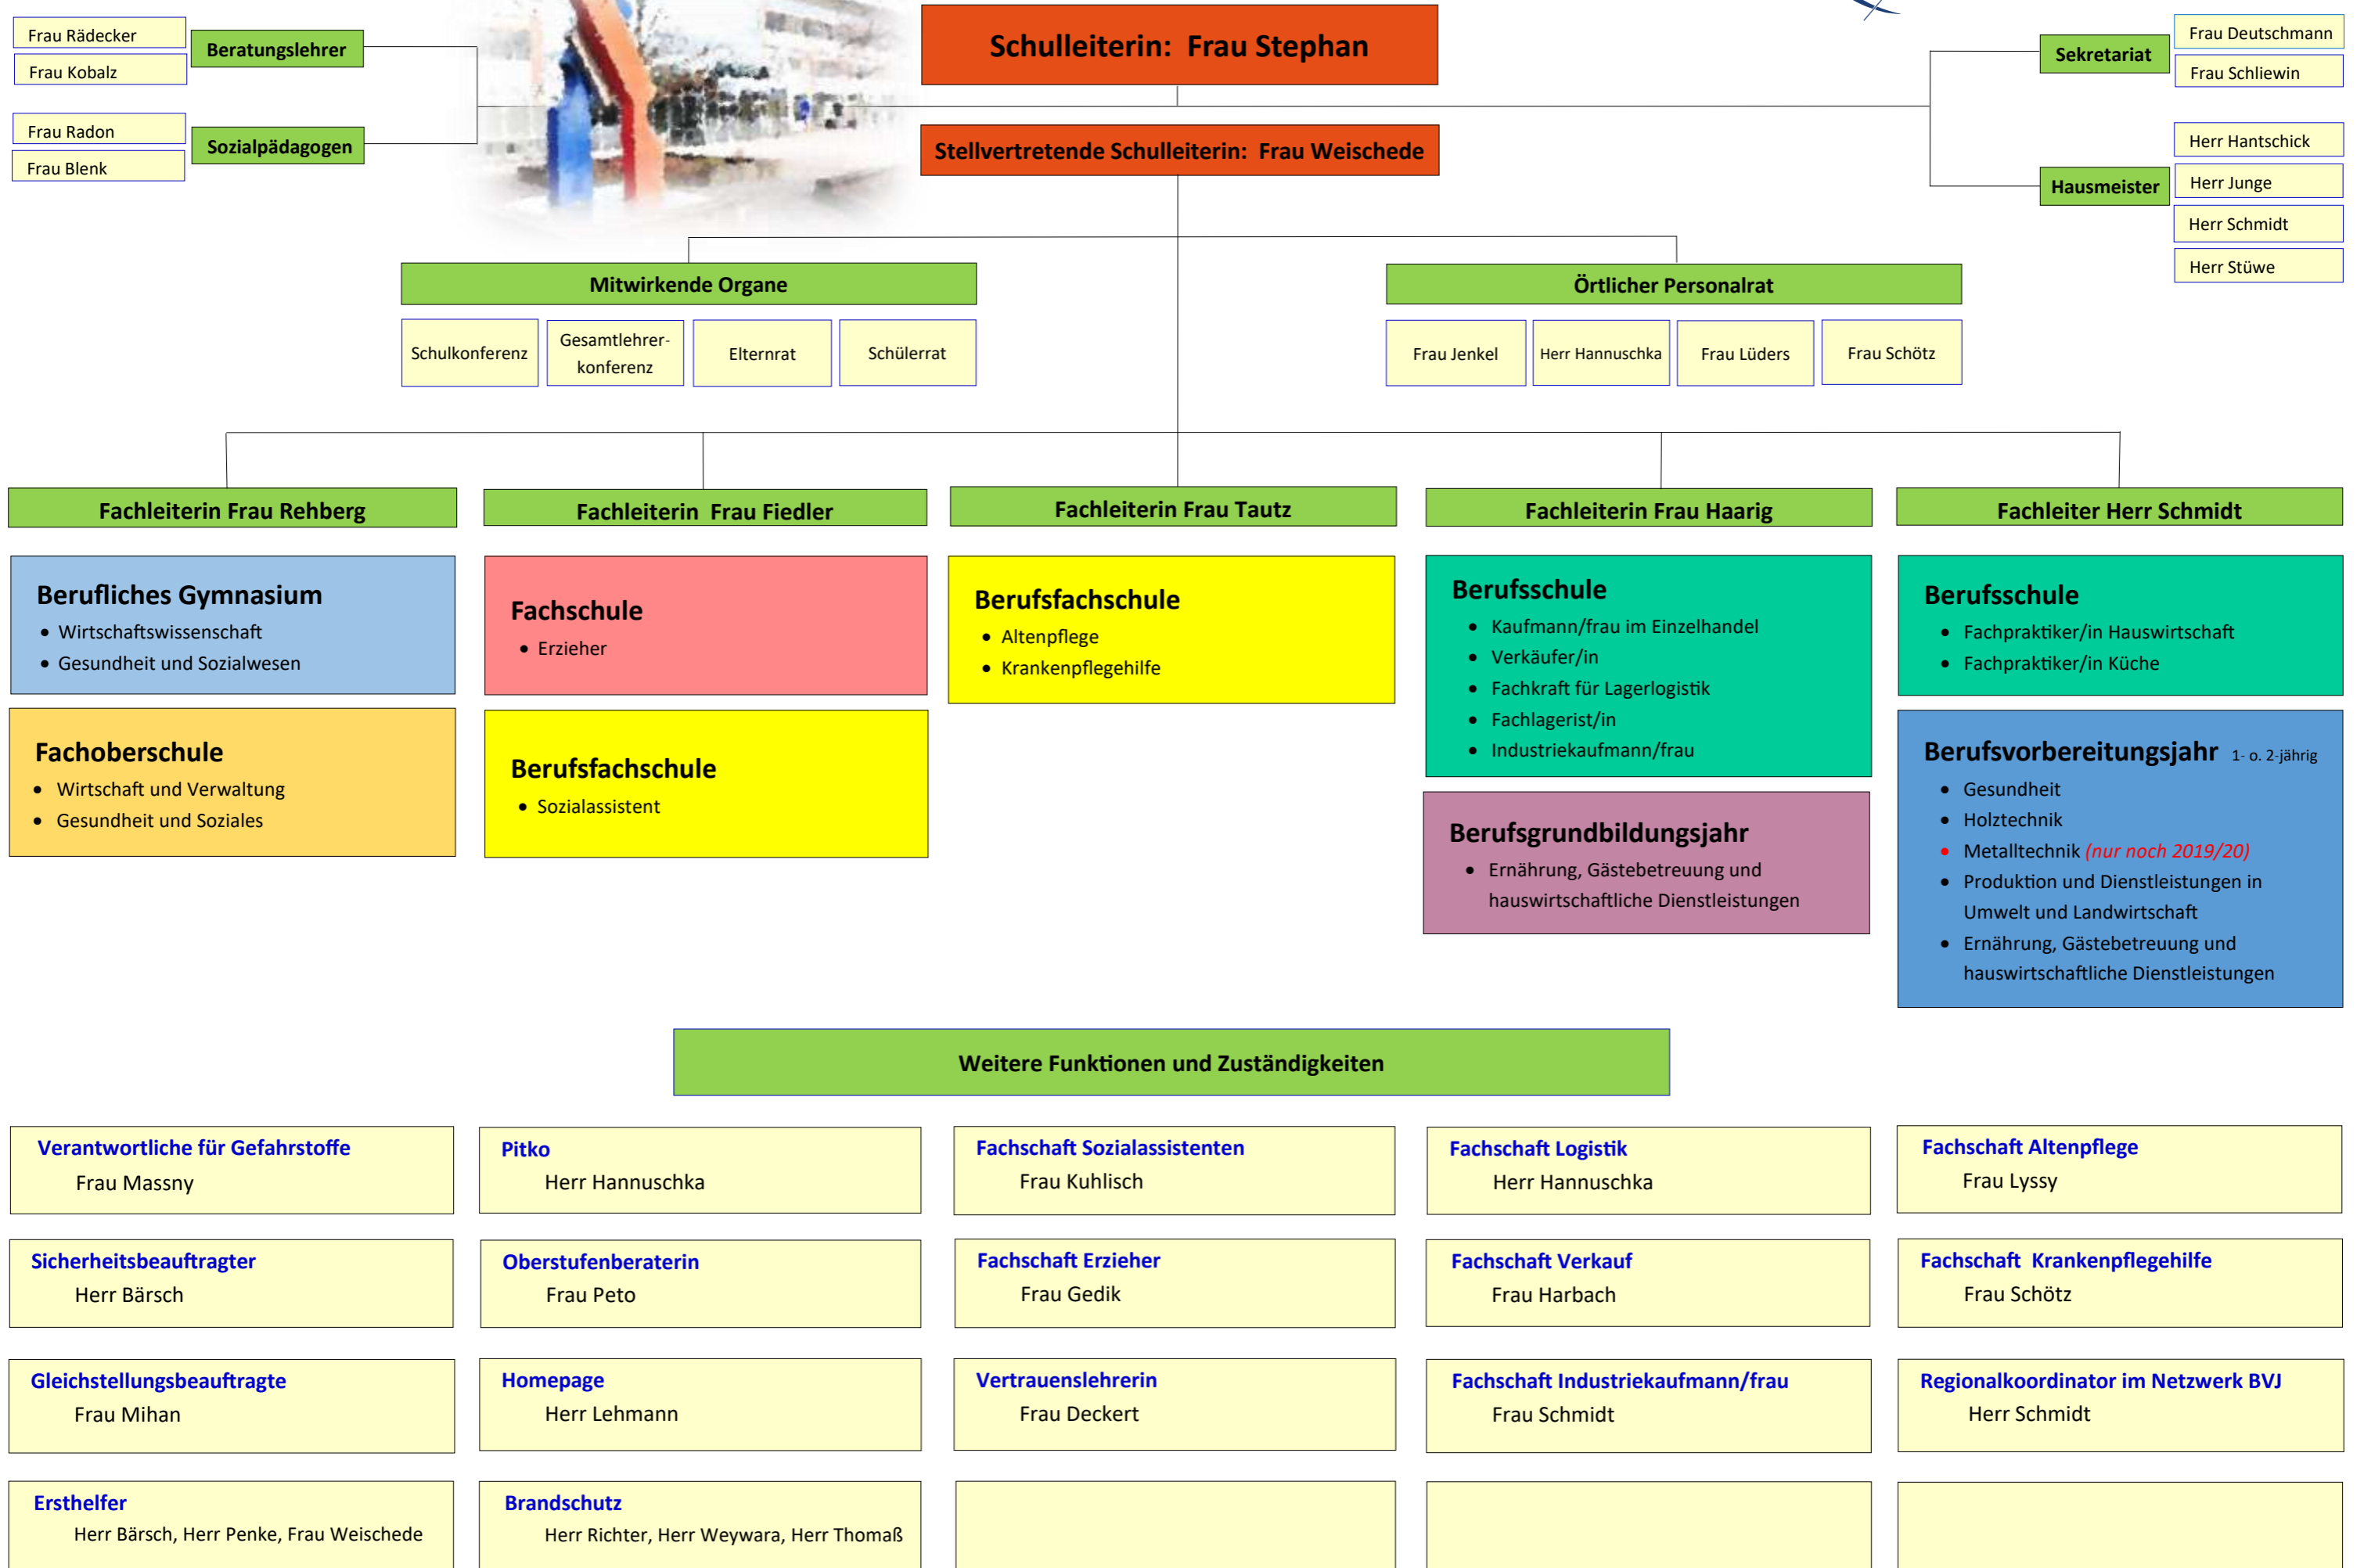 Frau Rädecker
Frau Kobalz
Beratungslehrer
Frau Radon
Frau Blenk
Sozialpädagogen
Schulleiterin: Frau Stephan
Stellvertretende Schulleiterin: Frau Weischede
Sekretariat
Frau Deutschmann
Frau Schliewin
Hausmeister
Herr Hantschick
Herr Junge
Herr Schmidt
Herr Stüwe
Mitwirkende Organe
Schulkonferenz
Gesamtlehrer-
konferenz
Elternrat
Schülerrat
Örtlicher Personalrat
Frau Jenkel
Herr Hannuschka
Frau Lüders
Frau Schötz
Fachleiterin Frau Rehberg
Berufliches Gymnasium
• Wirtschaftswissenschaft
• Gesundheit und Sozialwesen
Fachoberschule
• Wirtschaft und Verwaltung
• Gesundheit und Soziales
Fachleiterin Frau Fiedler
Fachschule
• Erzieher
Berufsfachschule
• Sozialassistent
Fachleiterin Frau Tautz
Berufsfachschule
• Altenpflege
• Krankenpflegehilfe
Fachleiterin Frau Haarig
Berufsschule
• Kaufmann/frau im Einzelhandel
• Verkäufer/in
• Fachkraft für Lagerlogistik
• Fachlagerist/in
• Industriekaufmann/frau
Berufsgrundbildungsjahr
• Ernährung, Gästebetreuung und
hauswirtschaftliche Dienstleistungen
Fachleiter Herr Schmidt
Berufsschule
• Fachpraktiker/in Hauswirtschaft
• Fachpraktiker/in Küche
Berufsvorbereitungsjahr 1- o. 2-jährig
• Gesundheit
• Holztechnik
• Metalltechnik (nur noch 2019/20)
• Produktion und Dienstleistungen in
Umwelt und Landwirtschaft
• Ernährung, Gästebetreuung und
hauswirtschaftliche Dienstleistungen
Weitere Funktionen und Zuständigkeiten
Verantwortliche für Gefahrstoffe
Frau Massny
Pitko
Herr Hannuschka
Fachschaft Sozialassistenten
Frau Kuhlisch
Fachschaft Logistik
Herr Hannuschka
Fachschaft Altenpflege
Frau Lyssy
Sicherheitsbeauftragter
Herr Bärsch
Oberstufenberaterin
Frau Peto
Fachschaft Erzieher
Frau Gedik
Fachschaft Verkauf
Frau Harbach
Fachschaft Krankenpflegehilfe
Frau Schötz
Gleichstellungsbeauftragte
Frau Mihan
Homepage
Herr Lehmann
Vertrauenslehrerin
Frau Deckert
Fachschaft Industriekaufmann/frau
Frau Schmidt
Regionalkoordinator im Netzwerk BVJ
Herr Schmidt
Ersthelfer
Herr Bärsch, Herr Penke, Frau Weischede
Brandschutz
Herr Richter, Herr Weywara, Herr Thomaß